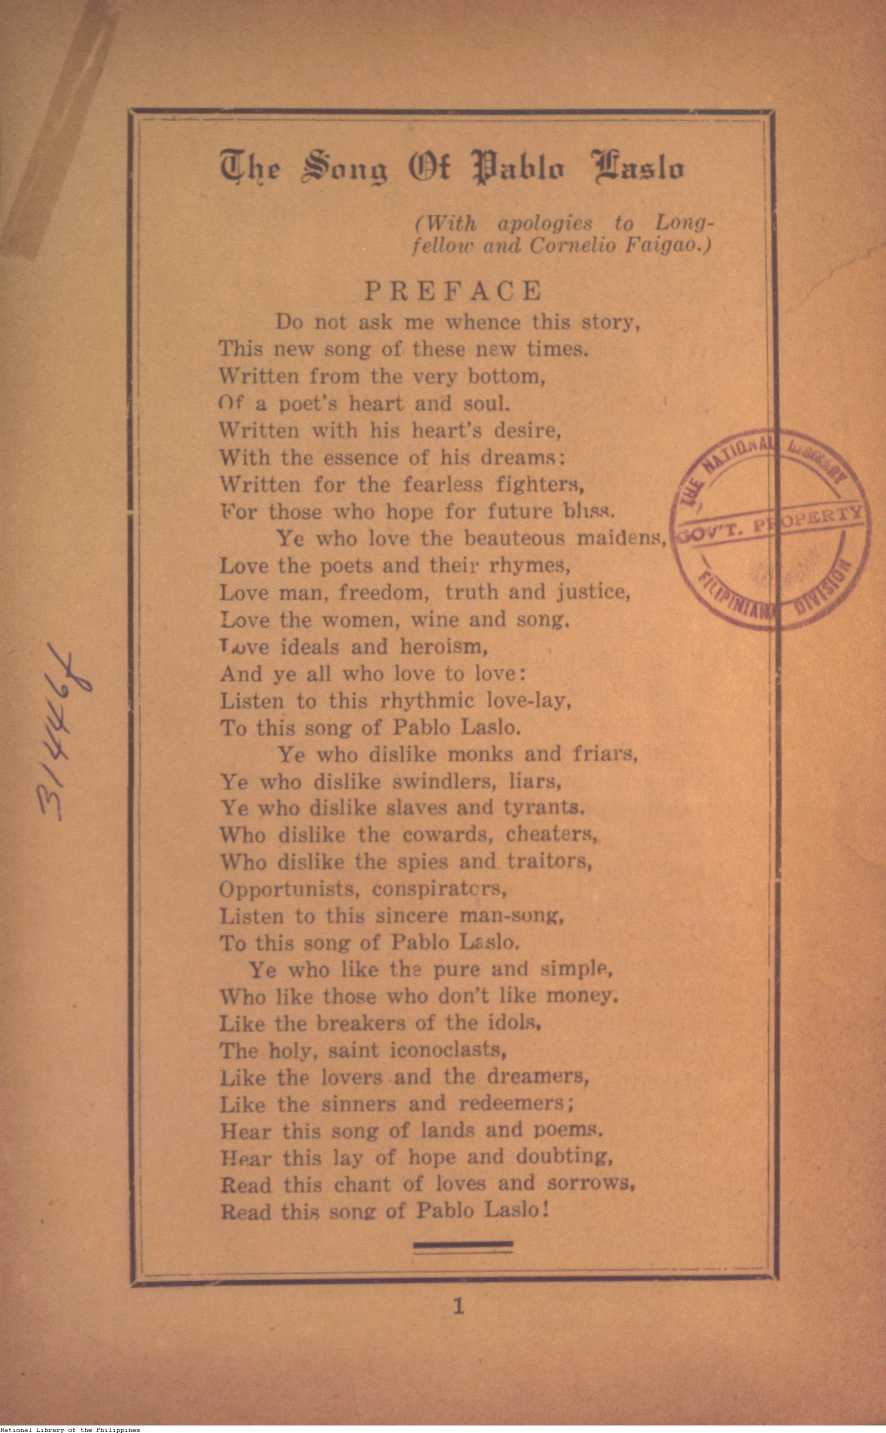 The Song Of Pablo Laslo
(With apologies to Long-
fellow and Cornelio Faigao.)
PREFACE
Do not ask me whence this story,
This new song of these new times.
Written from the very bottom,
Of a poet's heart and soul.
Written with his heart's desire,
With the essence of his dreams:
Written for the fearless fighters,
For those who hope for future bliss.
Ye who love the beauteous maidens,
Love the poets and their rhymes,
Love man, freedom, truth and justice,
Love the women, wine and song.
Love ideals and heroism,
And ye all who love to love:
Listen to this rhythmic love-lay,
To this song of Pablo Laslo.
Ye who dislike monks and friars,
Ye who dislike swindlers, liars,
Ye who dislike slaves and tyrants.
Who dislike the cowards, cheaters,
Who dislike the spies and traitors,
Opportunists, conspirators,
Listen to this sincere man-song,
To this song of Pablo Laslo.
Ye who like the pure and simple,
Who like those who don't like money.
Like the breakers of the idols,
The holy, saint iconoclasts,
Like the lovers and the dreamers,
Like the sinners and redeemers;
Hear this song of lands and poems.
Hear this lay of hope and doubting,
Read this chant of loves and sorrows,
Read this song of Pablo Laslo!
1
THE NATIONAL LIBRARY
GOV'T. PROPERTY
FILIPINIANA DIVISION
National Library of the Philippines